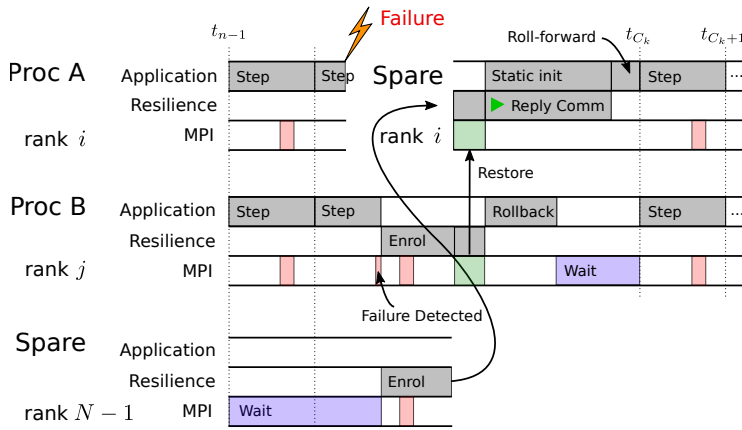 t_{n-1}
Failure
Roll-forward
t_{C_k}
t_{C_k+1}
Proc A
Application
Step
Step
Spare
Static init
Step
...
Resilience
Reply Comm
rank i
MPI
rank i
Restore
Proc B
Application
Step
Step
Rollback
Step
...
Resilience
Enrol
rank j
MPI
Wait
Failure Detected
Spare
Application
Resilience
Enrol
rank N − 1
MPI
Wait